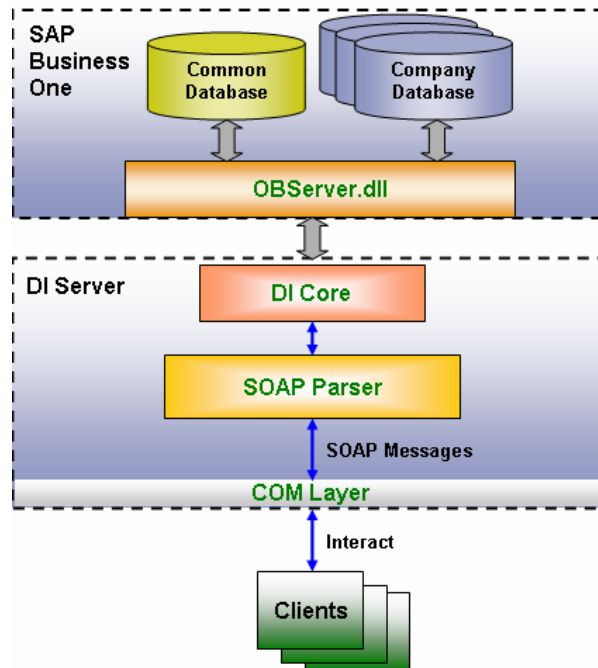 SAP
Business
One
Common
Database
Company
Database
OBServer.dll
DI Server
DI Core
SOAP Parser
SOAP Messages
COM Layer
Interact
Clients